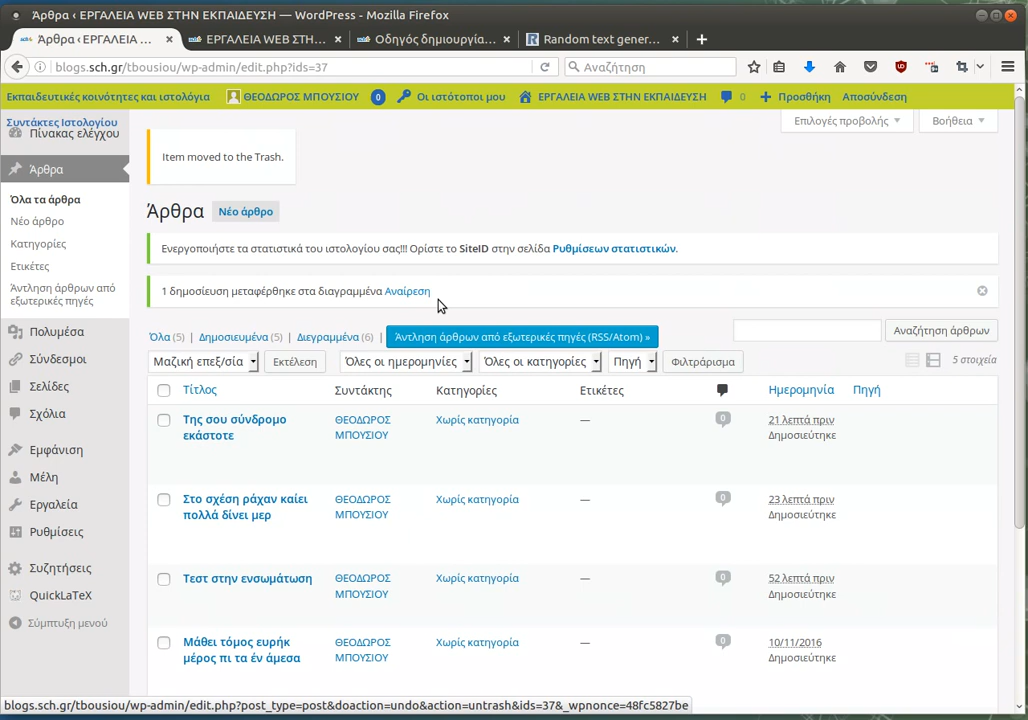 Άρθρα ‹ ΕΡΓΑΛΕΙΑ WEB ΣΤΗΝ ΕΚΠΑΙΔΕΥΣΗ — WordPress - Mozilla Firefox
Άρθρα ‹ ΕΡΓΑΛΕΙΑ ...
ΕΡΓΑΛΕΙΑ WEB ΣΤΗ...
Οδηγός δημιουργία...
Random text gener...
blogs.sch.gr/tbousiou/wp-admin/edit.php?ids=37
Αναζήτηση
Εκπαιδευτικές κοινότητες και ιστολόγια
ΘΕΟΔΩΡΟΣ ΜΠΟΥΣΙΟΥ
0
Οι ιστότοποι μου
ΕΡΓΑΛΕΙΑ WEB ΣΤΗΝ ΕΚΠΑΙΔΕΥΣΗ
0
Προσθήκη
Αποσύνδεση
Συντάκτες Ιστολογίου
Πίνακας ελέγχου
Άρθρα
Όλα τα άρθρα
Νέο άρθρο
Κατηγορίες
Ετικέτες
Άντληση άρθρων από
εξωτερικές πηγές
Πολυμέσα
Σύνδεσμοι
Σελίδες
Σχόλια
Εμφάνιση
Μέλη
Εργαλεία
Ρυθμίσεις
Συζητήσεις
QuickLaTeX
Σύμπτυξη μενού
Επιλογές προβολής
Βοήθεια
Item moved to the Trash.
Άρθρα
Νέο άρθρο
Ενεργοποιήστε τα στατιστικά του ιστολογίου σας!!! Ορίστε το SiteID στην σελίδα Ρυθμίσεων στατιστικών.
1 δημοσίευση μεταφέρθηκε στα διαγραμμένα Αναίρεση
Όλα (5) | Δημοσιευμένα (5) | Διεγραμμένα (6) | Άντληση άρθρων από εξωτερικές πηγές (RSS/Atom) »
Αναζήτηση άρθρων
Μαζική επεξ/σία
Εκτέλεση
Όλες οι ημερομηνίες
Όλες οι κατηγορίες
Πηγή
Φιλτράρισμα
5 στοιχεία
Τίτλος
Συντάκτης
Κατηγορίες
Ετικέτες
Ημερομηνία
Πηγή
Της σου σύνδρομο
εκάστοτε
ΘΕΟΔΩΡΟΣ
ΜΠΟΥΣΙΟΥ
Χωρίς κατηγορία
—
0
21 λεπτά πριν
Δημοσιεύτηκε
Στο σχέση ράχαν καίει
πολλά δίνει μερ
ΘΕΟΔΩΡΟΣ
ΜΠΟΥΣΙΟΥ
Χωρίς κατηγορία
—
0
23 λεπτά πριν
Δημοσιεύτηκε
Τεστ στην ενσωμάτωση
ΘΕΟΔΩΡΟΣ
ΜΠΟΥΣΙΟΥ
Χωρίς κατηγορία
—
0
52 λεπτά πριν
Δημοσιεύτηκε
Μάθει τόμος ευρήκ
μέρος πι τα έν άμεσα
ΘΕΟΔΩΡΟΣ
ΜΠΟΥΣΙΟΥ
Χωρίς κατηγορία
—
0
10/11/2016
Δημοσιεύτηκε
blogs.sch.gr/tbousiou/wp-admin/edit.php?post_type=post&doaction=undo&action=untrash&ids=37&_wpnonce=48fc5827be